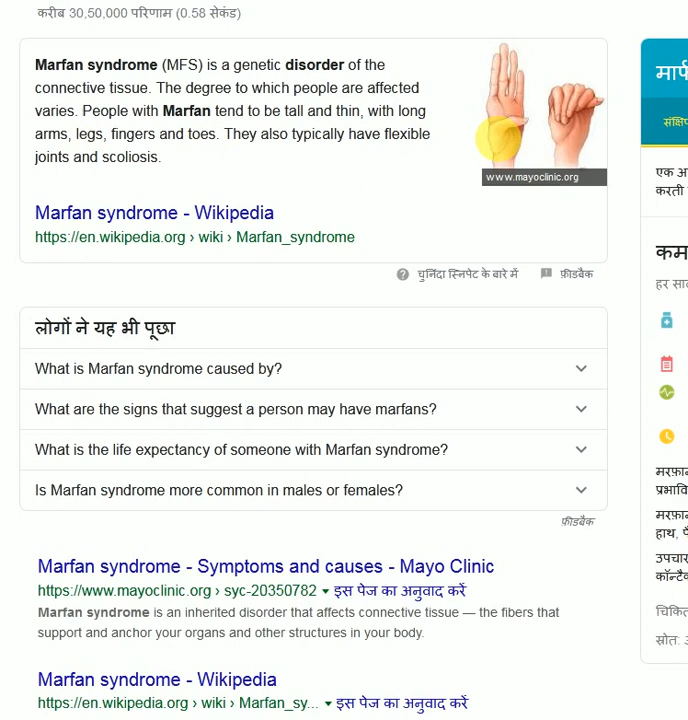 करीब 30,50,000 परिणाम (0.58 सेकंड)
Marfan syndrome (MFS) is a genetic disorder of the
connective tissue. The degree to which people are affected
varies. People with Marfan tend to be tall and thin, with long
arms, legs, fingers and toes. They also typically have flexible
joints and scoliosis.
www.mayoclinic.org
Marfan syndrome - Wikipedia
https://en.wikipedia.org › wiki › Marfan_syndrome
चुनिंदा स्निपेट के बारे में
फ़ीडबैक
लोगों ने यह भी पूछा
What is Marfan syndrome caused by?
What are the signs that suggest a person may have marfans?
What is the life expectancy of someone with Marfan syndrome?
Is Marfan syndrome more common in males or females?
फ़ीडबैक
Marfan syndrome - Symptoms and causes - Mayo Clinic
https://www.mayoclinic.org › syc-20350782 ▾ इस पेज का अनुवाद करें
Marfan syndrome is an inherited disorder that affects connective tissue — the fibers that
support and anchor your organs and other structures in your body.
Marfan syndrome - Wikipedia
https://en.wikipedia.org › wiki › Marfan_sy... ▾ इस पेज का अनुवाद करें
एक
करती
हर
हाथ,
स्रोत: